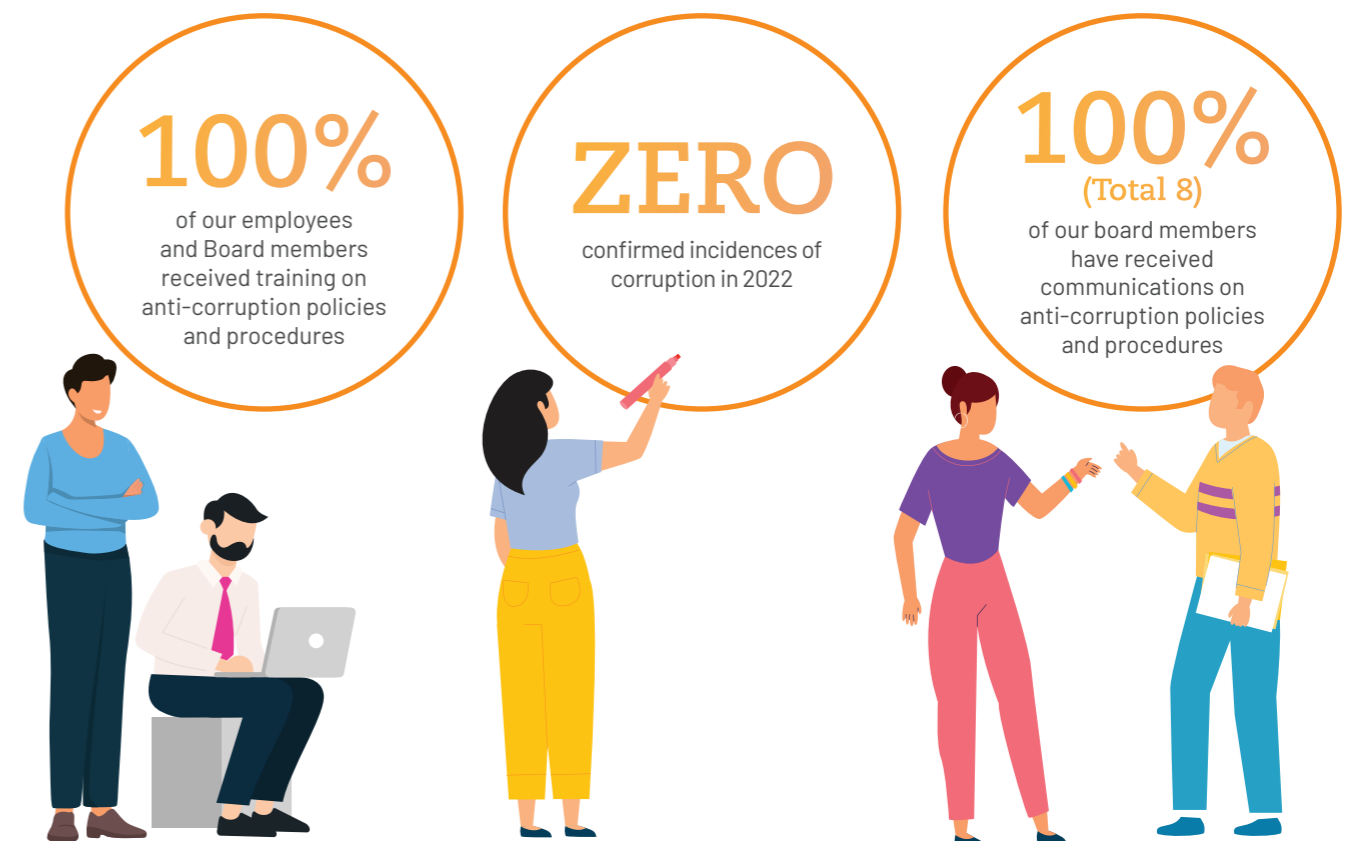 100%
of our employees
and Board members
received training on
anti-corruption policies
and procedures
ZERO
confirmed incidences of
corruption in 2022
100%
(Total 8)
of our board members
have received
communications on
anti-corruption policies
and procedures